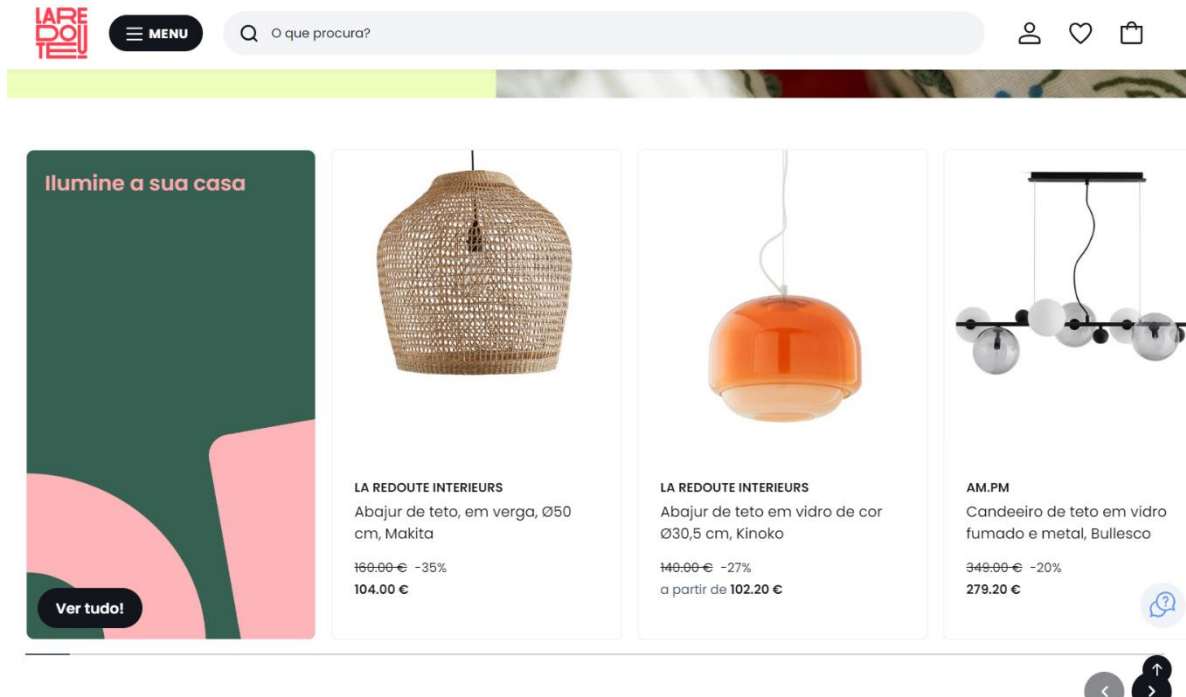 LA RE
DOU
TE
MENU
O que procura?
Ilumine a sua casa
Ver tudo!
LA REDOUTE INTERIEURS
Abajur de teto, em verga, Ø50
cm, Makita
160.00 € -35%
104.00 €
LA REDOUTE INTERIEURS
Abajur de teto em vidro de cor
Ø30,5 cm, Kinoko
140.00 € -27%
a partir de 102.20 €
AM.PM
Candeeiro de teto em vidro
fumado e metal, Bullesco
349.00 € -20%
279.20 €